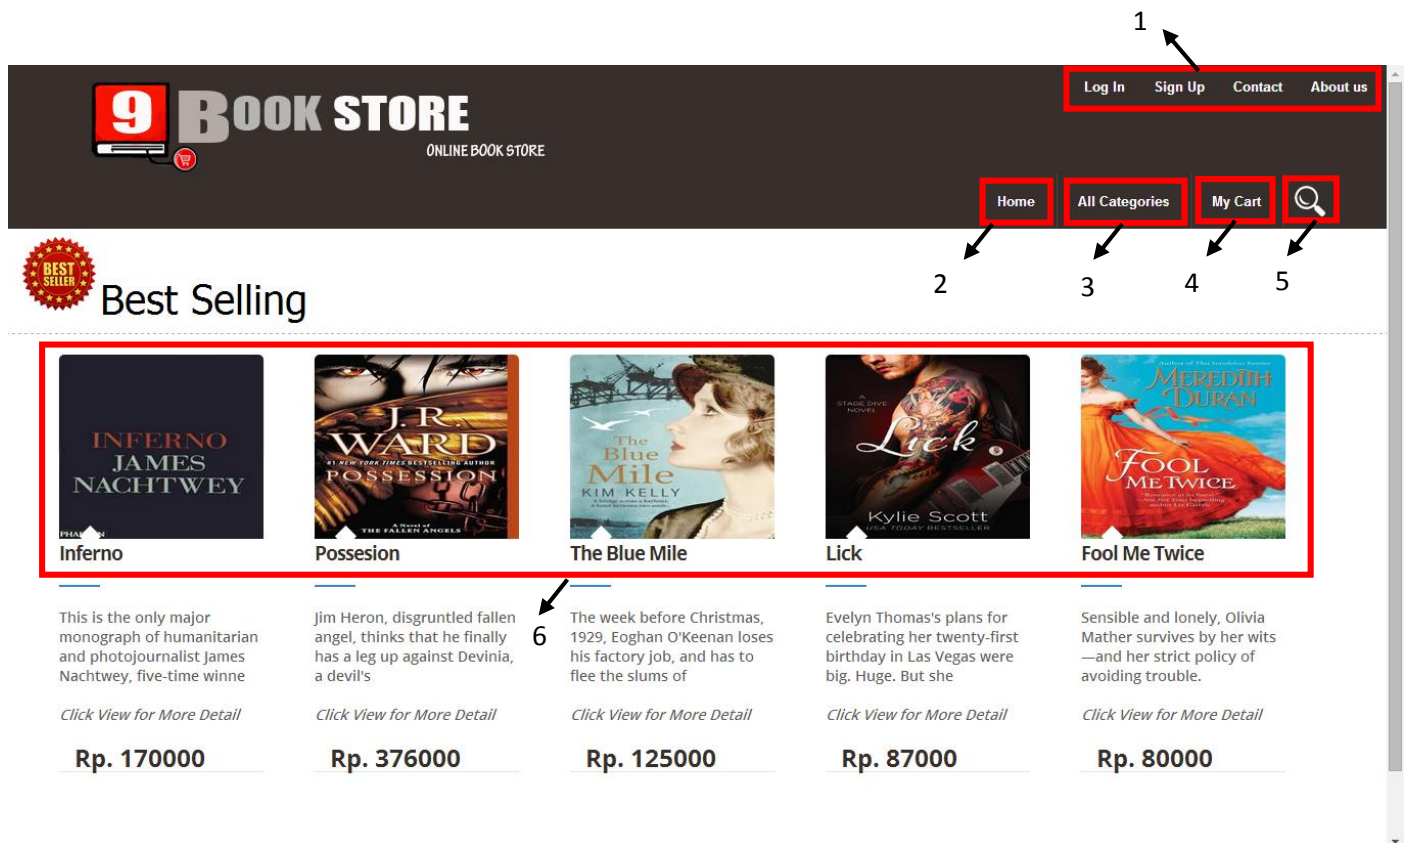 1
Log In Sign Up Contact About us
9 BOOK STORE
ONLINE BOOK STORE
Home All Categories My Cart
2 3 4 5
BEST
SELLER
Best Selling
INFERNO
JAMES
NACHTWEY
J.R.
WARD
#1 NEW YORK TIMES BESTSELLING AUTHOR
POSSESSION
A Novel of
THE FALLEN ANGELS
The
Blue
Mile
KIM KELLY
A STAGE DIVE NOVEL
Lick
Kylie Scott
USA TODAY BESTSELLER
MEREDITH
DURAN
FOOL
ME TWICE
Inferno
Possesion
The Blue Mile
Lick
Fool Me Twice
6
This is the only major
monograph of humanitarian
and photojournalist James
Nachtwey, five-time winne
Click View for More Detail
Rp. 170000
Jim Heron, disgruntled fallen
angel, thinks that he finally
has a leg up against Devinia,
a devil's
Click View for More Detail
Rp. 376000
The week before Christmas,
1929, Eoghan O'Keenan loses
his factory job, and has to
flee the slums of
Click View for More Detail
Rp. 125000
Evelyn Thomas's plans for
celebrating her twenty-first
birthday in Las Vegas were
big. Huge. But she
Click View for More Detail
Rp. 87000
Sensible and lonely, Olivia
Mather survives by her wits
—and her strict policy of
avoiding trouble.
Click View for More Detail
Rp. 80000